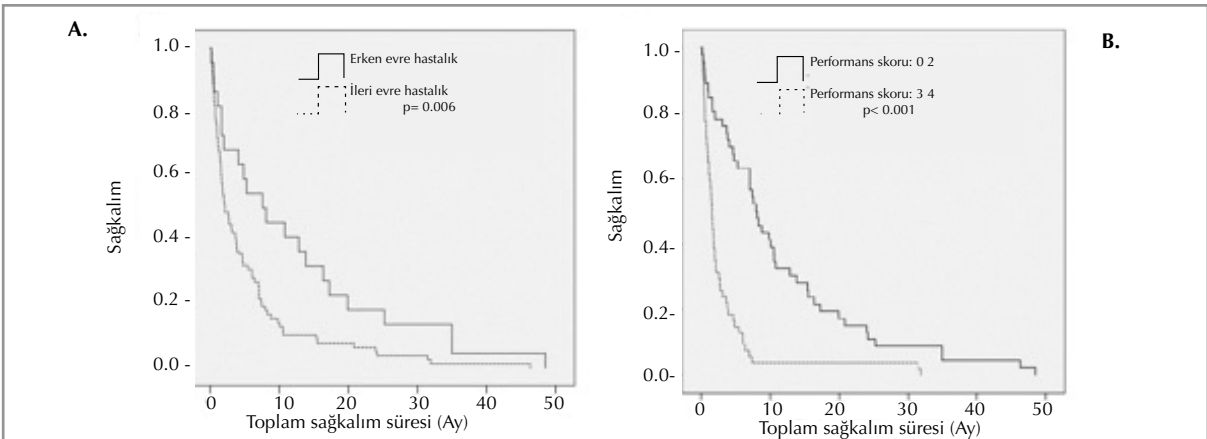 A.
Sağkalım
1.0 -
0.8 -
0.6 -
0.4 -
0.2 -
0.0 -
Erken evre hastalık
İleri evre hastalık
p= 0.006
0 10 20 30 40 50
Toplam sağkalım süresi (Ay)
B.
Sağkalım
1.0 -
0.8 -
0.6-
0.4-
0.2-
0.0-
Performans skoru: 0 2
Performans skoru: 3 4
p< 0.001
0 10 20 30 40 50
Toplam sağkalım süresi (Ay)